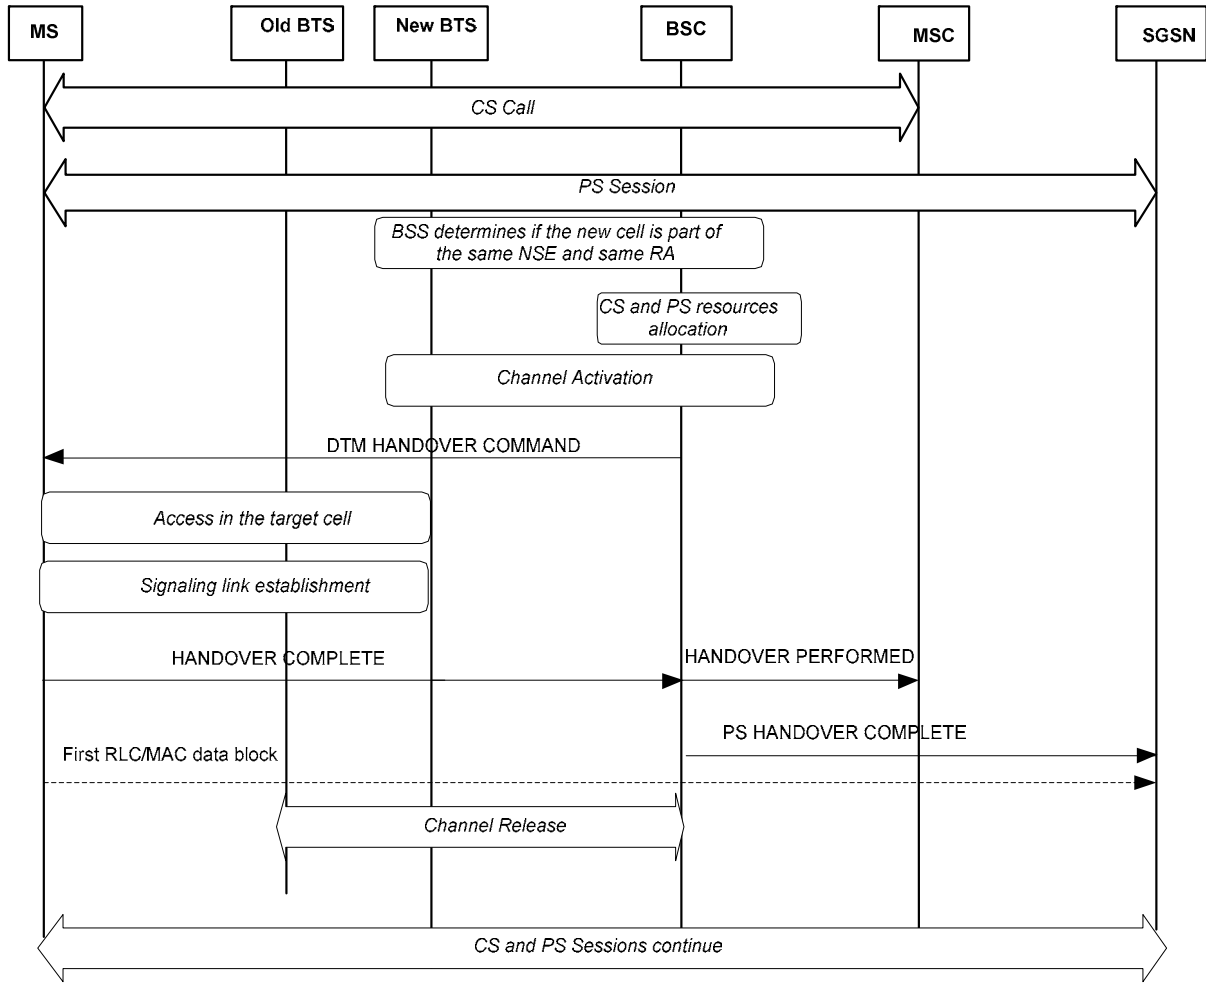 MS
Old BTS
New BTS
BSC
MSC
SGSN
CS Call
PS Session
BSS determines if the new cell is part of
the same NSE and same RA
CS and PS resources
allocation
Channel Activation
DTM HANDOVER COMMAND
Access in the target cell
Signaling link establishment
HANDOVER COMPLETE
HANDOVER PERFORMED
PS HANDOVER COMPLETE
First RLC/MAC data block
Channel Release
CS and PS Sessions continue